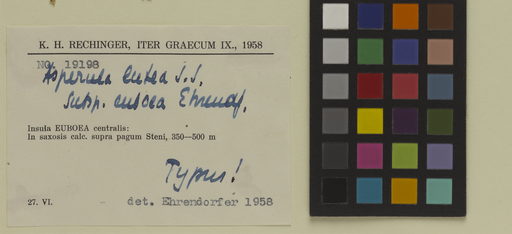 K. H. RECHINGER, ITER GRAECUM IX., 1958
No. 19198
Asperula lutea S.S.
subsp. euboea Ehrendf.
Insula EUBOEA centralis:
In saxosis calc. supra pagum Steni, 350—500 m
Typus!
27. VI.
det. Ehrendorfer 1958